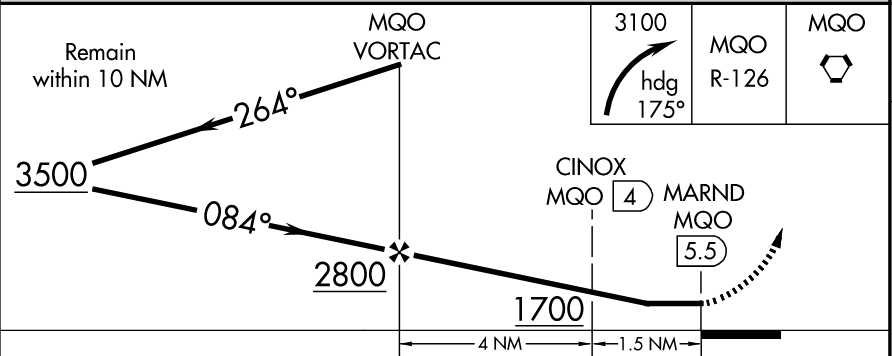 Remain
within 10 NM
MQO
VORTAC
3100
hdg
175°
MQO
R-126
MQO
264°
3500
084°
2800
CINOX
MQO 4
MARND
MQO
5.5
1700
4 NM
1.5 NM